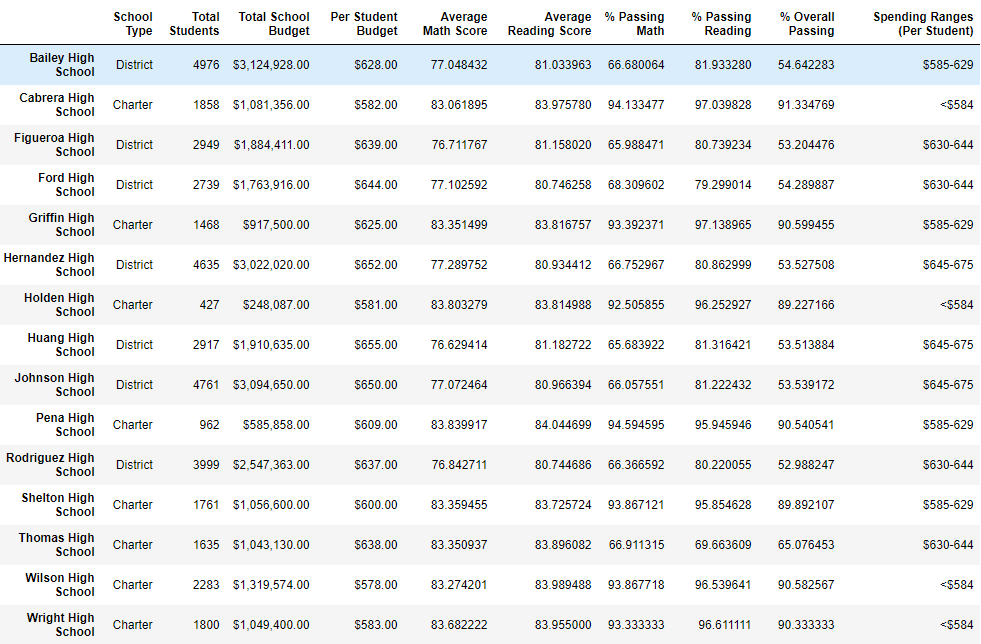 School Type Total Students Total School Budget Per Student Budget Average Math Score Average Reading Score % Passing Math % Passing Reading % Overall Passing Spending Ranges (Per Student)
Bailey High School District 4976 $3,124,928.00 $628.00 77.048432 81.033963 66.680064 81.933280 54.642283 $585-629
Cabrera High School Charter 1858 $1,081,356.00 $582.00 83.061895 83.975780 94.133477 97.039828 91.334769 <$584
Figueroa High School District 2949 $1,884,411.00 $639.00 76.711767 81.158020 65.988471 80.739234 53.204476 $630-644
Ford High School District 2739 $1,763,916.00 $644.00 77.102592 80.746258 68.309602 79.299014 54.289887 $630-644
Griffin High School Charter 1468 $917,500.00 $625.00 83.351499 83.816757 93.392371 97.138965 90.599455 $585-629
Hernandez High School District 4635 $3,022,020.00 $652.00 77.289752 80.934412 66.752967 80.862999 53.527508 $645-675
Holden High School Charter 427 $248,087.00 $581.00 83.803279 83.814988 92.505855 96.252927 89.227166 <$584
Huang High School District 2917 $1,910,635.00 $655.00 76.629414 81.182722 65.683922 81.316421 53.513884 $645-675
Johnson High School District 4761 $3,094,650.00 $650.00 77.072464 80.966394 66.057551 81.222432 53.539172 $645-675
Pena High School Charter 962 $585,858.00 $609.00 83.839917 84.044699 94.594595 95.945946 90.540541 $585-629
Rodriguez High School District 3999 $2,547,363.00 $637.00 76.842711 80.744686 66.366592 80.220055 52.988247 $630-644
Shelton High School Charter 1761 $1,056,600.00 $600.00 83.359455 83.725724 93.867121 95.854628 89.892107 $585-629
Thomas High School Charter 1635 $1,043,130.00 $638.00 83.350937 83.896082 66.911315 69.663609 65.076453 $630-644
Wilson High School Charter 2283 $1,319,574.00 $578.00 83.274201 83.989488 93.867718 96.539641 90.582567 <$584
Wright High School Charter 1800 $1,049,400.00 $583.00 83.682222 83.955000 93.333333 96.611111 90.333333 <$584